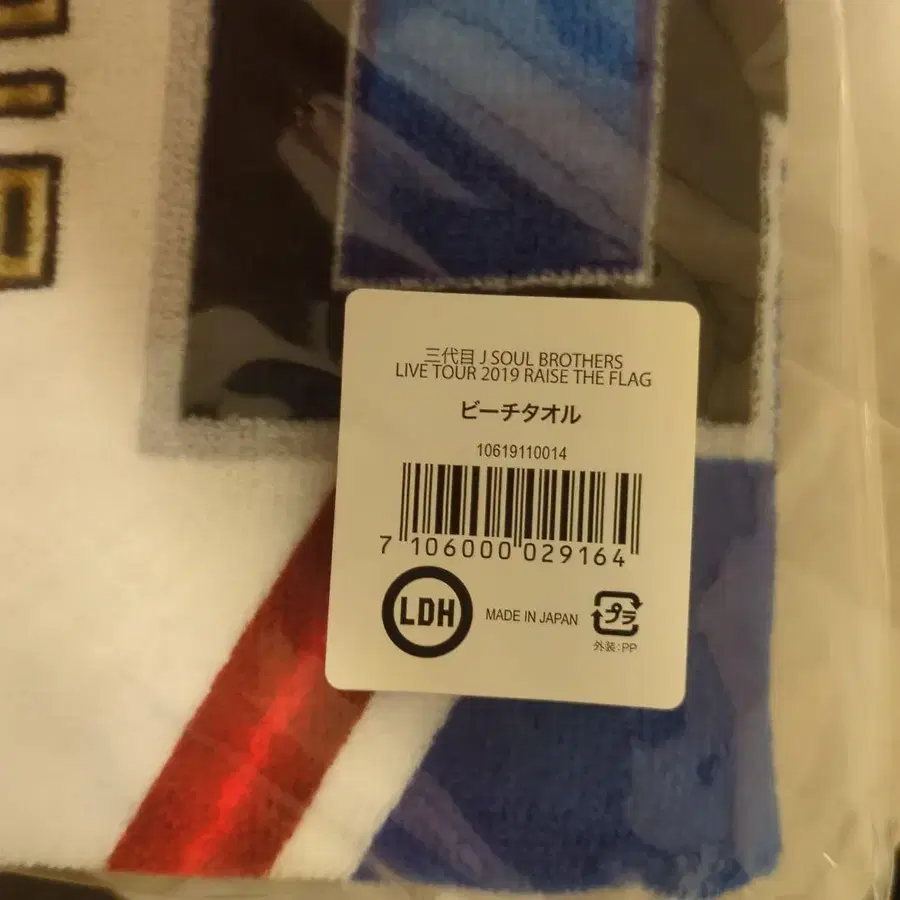 三代目 J SOUL BROTHERS
LIVE TOUR 2019 RAISE THE FLAG
ビーチタオル
10619110014
7 106000 029164
LDH
MADE IN JAPAN
プラ
外装:PP